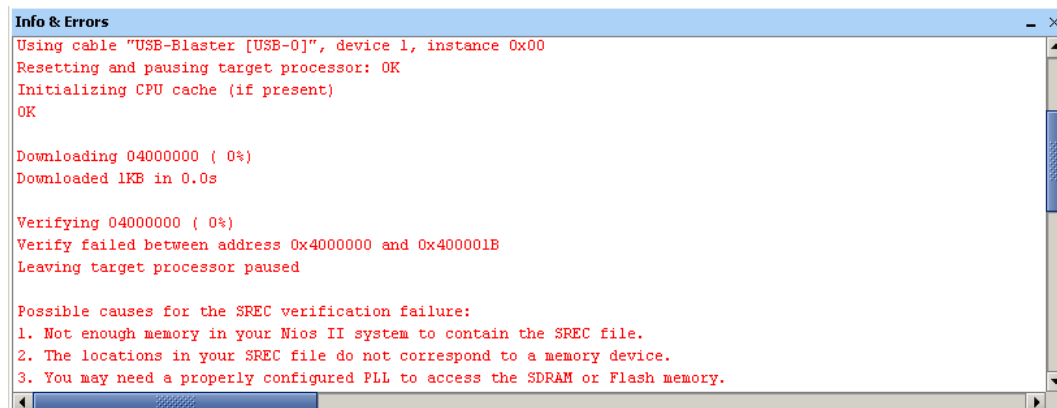 Info & Errors
Using cable "USB-Blaster [USB-0]", device 1, instance 0x00
Resetting and pausing target processor: OK
Initializing CPU cache (if present)
OK
Downloading 04000000 ( 0%)
Downloaded 1KB in 0.0s
Verifying 04000000 ( 0%)
Verify failed between address 0x4000000 and 0x400001B
Leaving target processor paused
Possible causes for the SREC verification failure:
1. Not enough memory in your Nios II system to contain the SREC file.
2. The locations in your SREC file do not correspond to a memory device.
3. You may need a properly configured PLL to access the SDRAM or Flash memory.